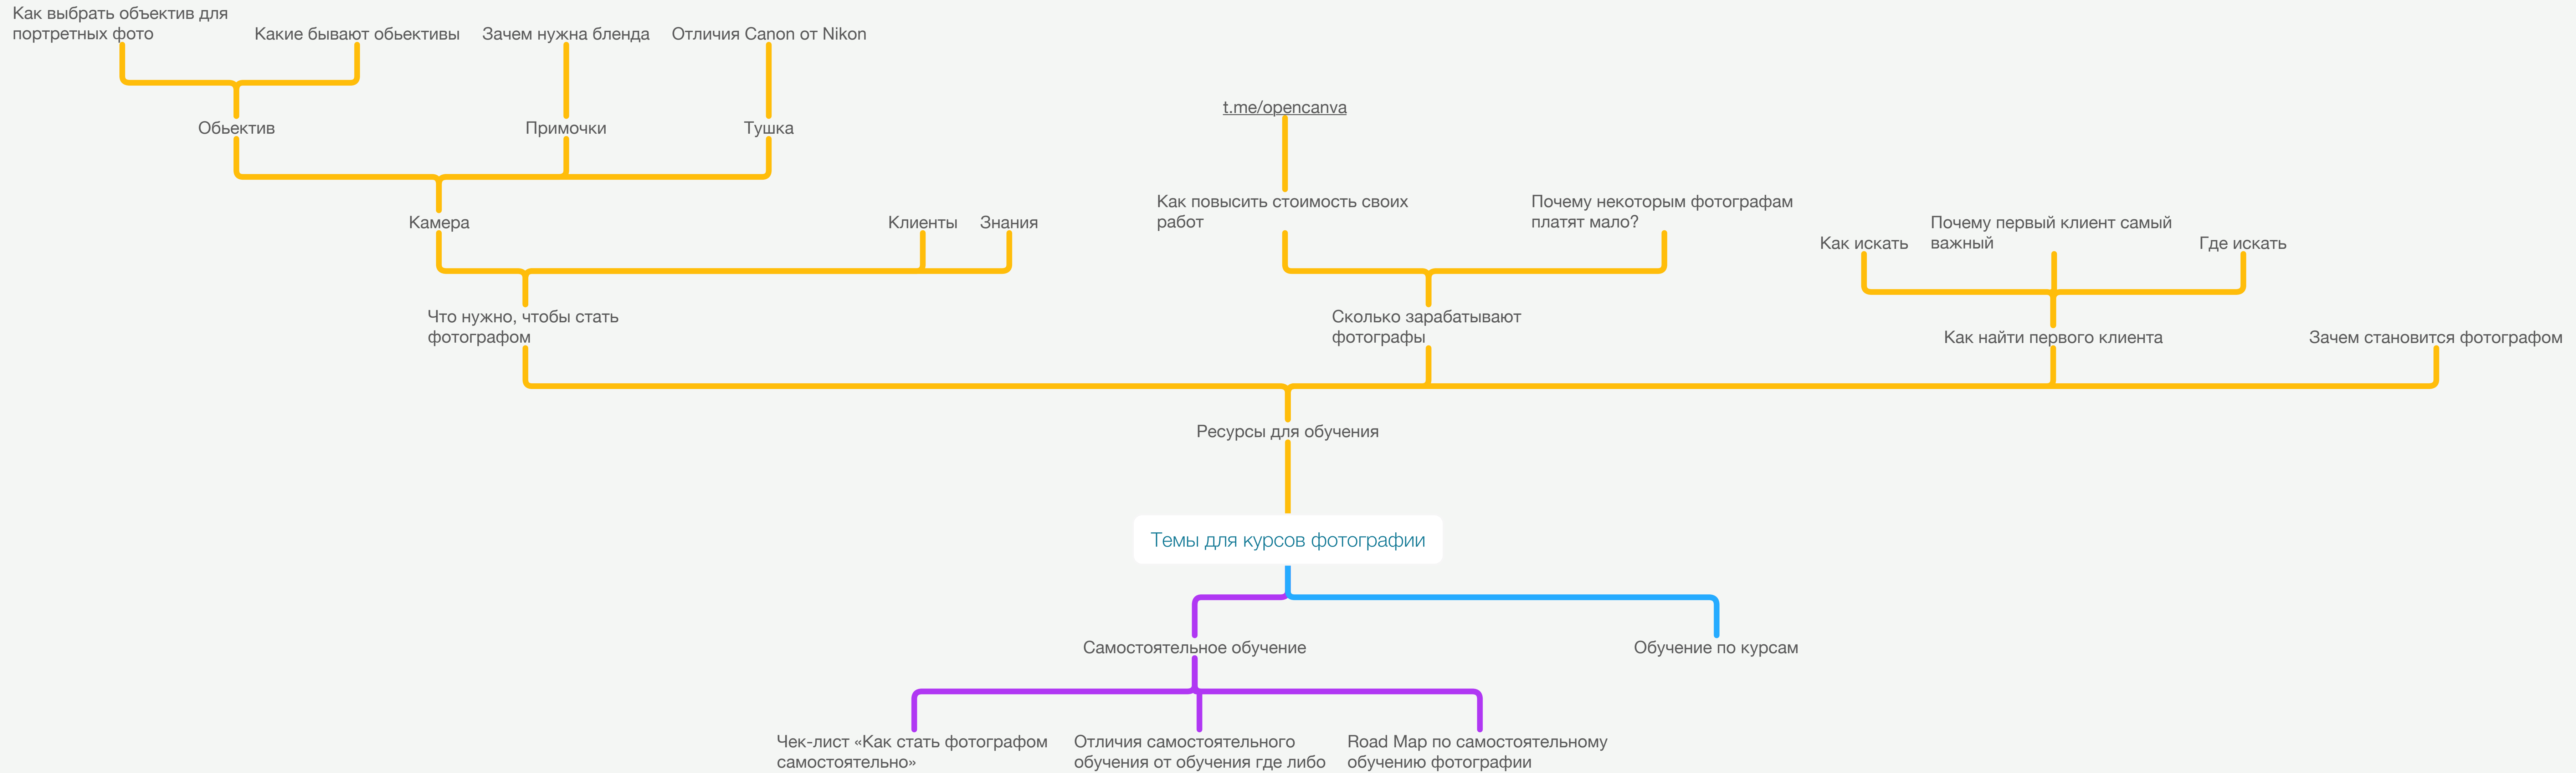 Как выбрать объектив для
портретных фото
Какие бывают обьективы
Зачем нужна бленда
Отличия Canon от Nikon
Обьектив
Примочки
Тушка
t.me/opencanva
Камера
Клиенты
Знания
Как повысить стоимость своих
работ
Почему некоторым фотографам
платят мало?
Как искать
Почему первый клиент самый
важный
Где искать
Что нужно, чтобы стать
фотографом
Сколько зарабатывают
фотографы
Как найти первого клиента
Зачем становится фотографом
Ресурсы для обучения
Темы для курсов фотографии
Самостоятельное обучение
Обучение по курсам
Чек-лист «Как стать фотографом
самостоятельно»
Отличия самостоятельного
обучения от обучения где либо
Road Map по самостоятельному
обучению фотографии